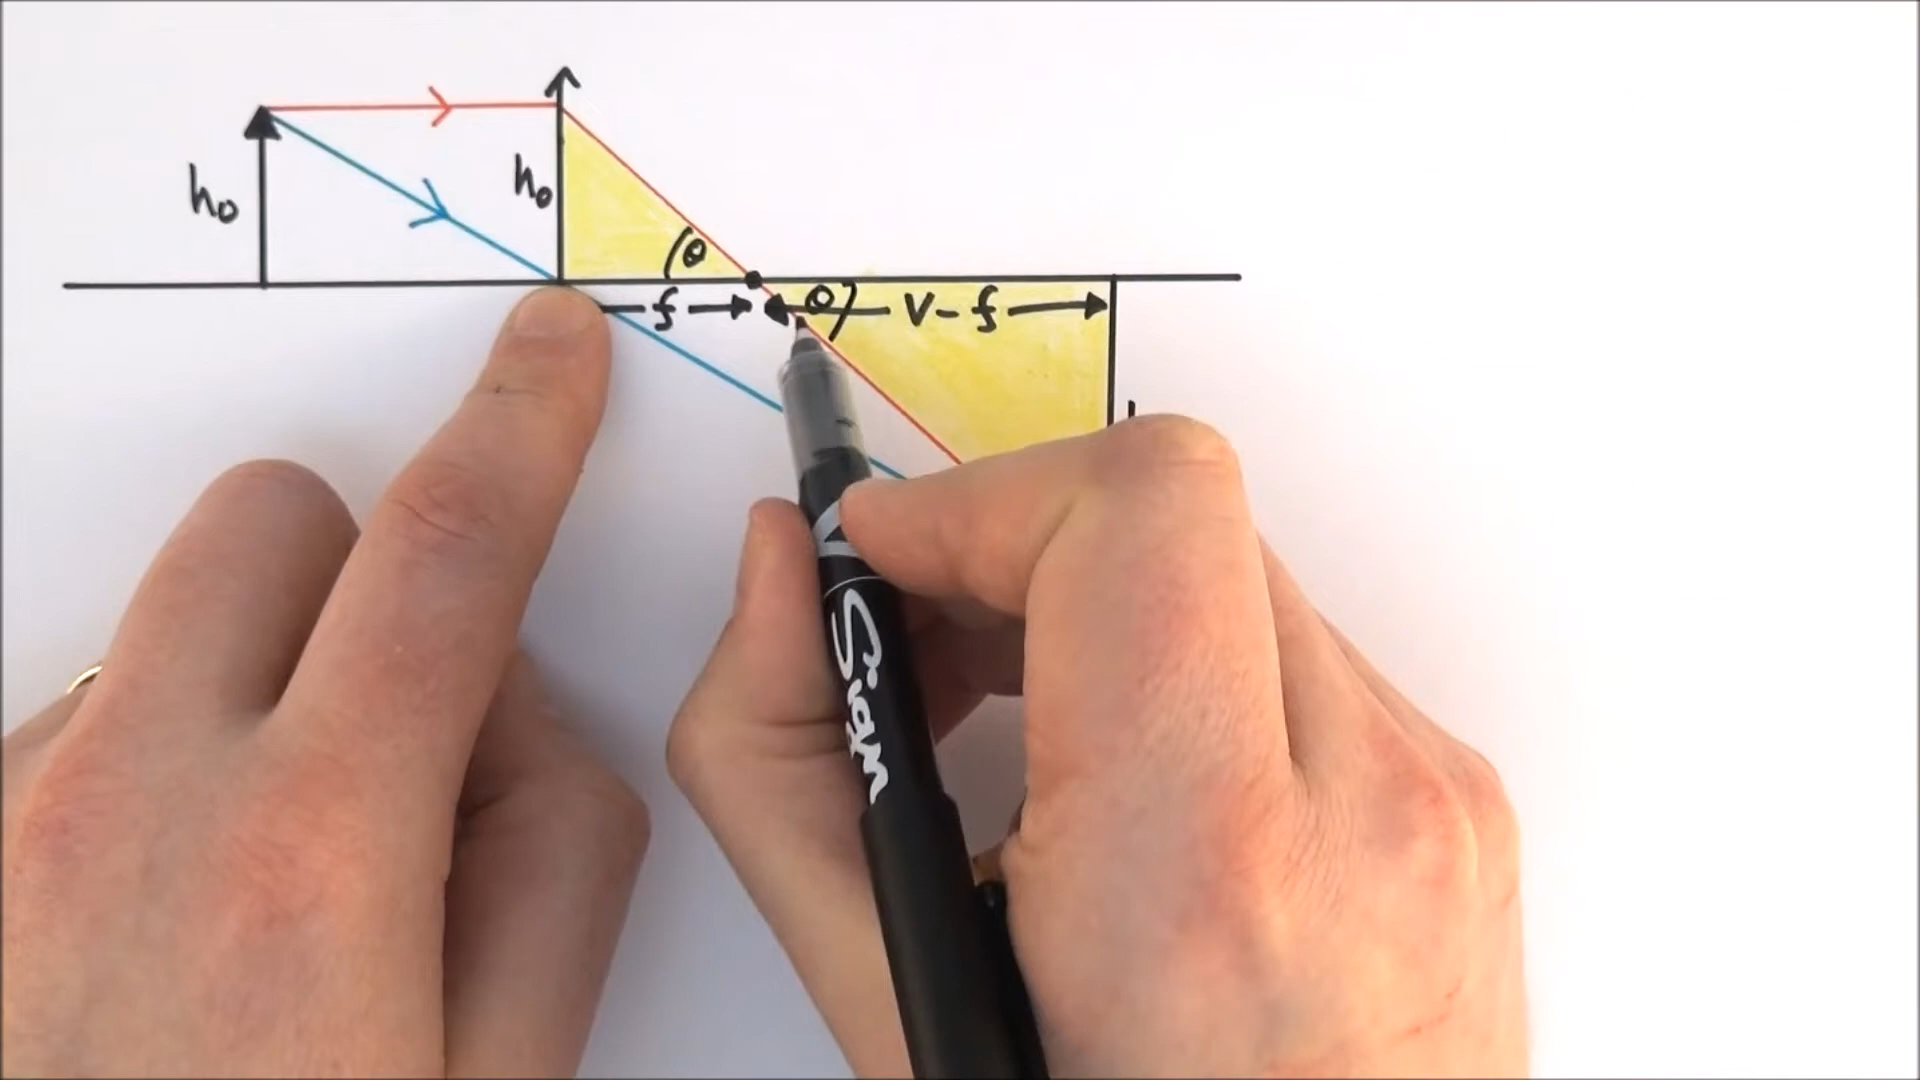 h₀
h₀
θ
θ
f
v - f
Sign